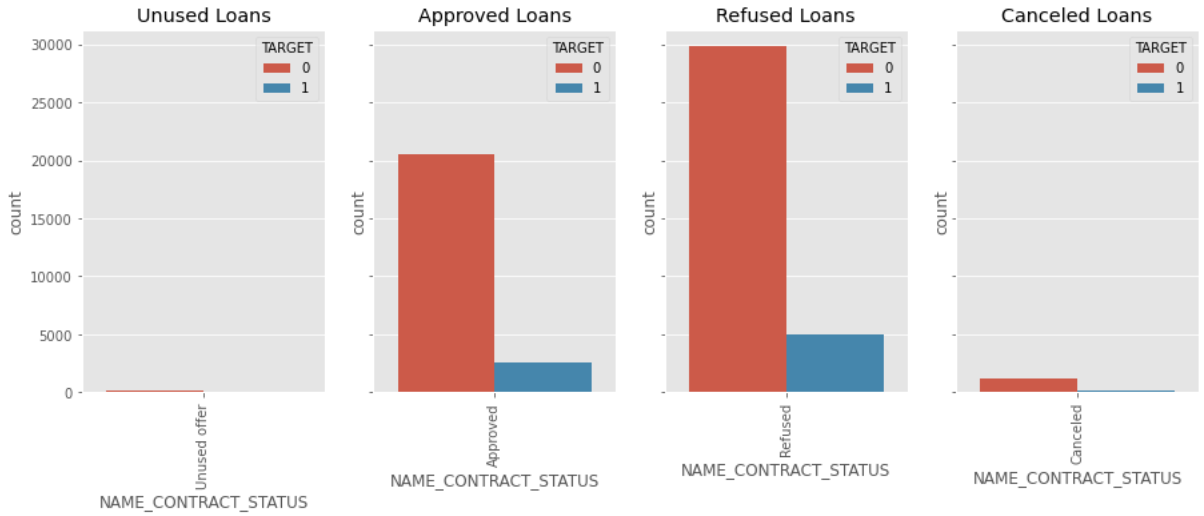 Unused Loans
TARGET
0
1
30000
25000
20000
15000
10000
5000
0
count
Unused offer
NAME_CONTRACT_STATUS
Approved Loans
TARGET
0
1
count
Approved
NAME_CONTRACT_STATUS
Refused Loans
TARGET
0
1
count
Refused
NAME_CONTRACT_STATUS
Canceled Loans
TARGET
0
1
count
Canceled
NAME_CONTRACT_STATUS